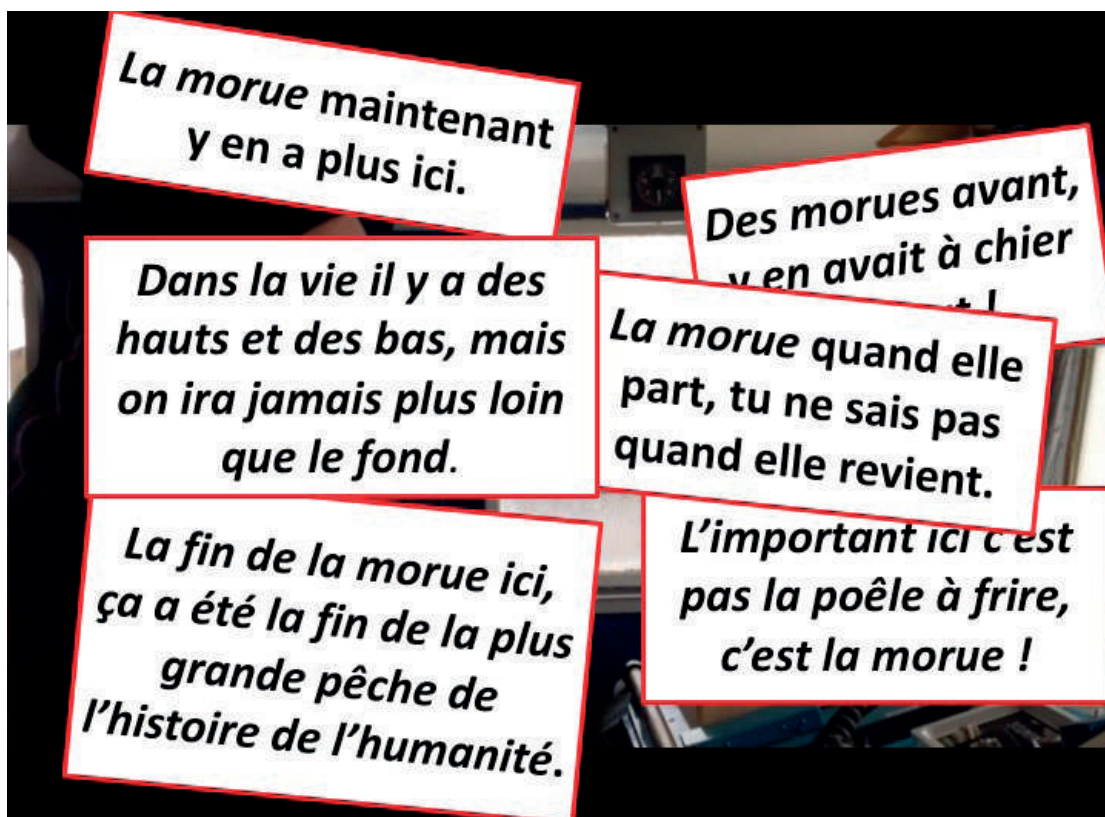 La morue maintenant
y en a plus ici.
Des morues avant,
y en avait à chier
!
Dans la vie il y a des
hauts et des bas, mais
on ira jamais plus loin
que le fond.
La morue quand elle
part, tu ne sais pas
quand elle revient.
La fin de la morue ici,
ça a été la fin de la plus
grande pêche de
l’histoire de l’humanité.
L’important ici c’est
pas la poêle à frire,
c’est la morue !